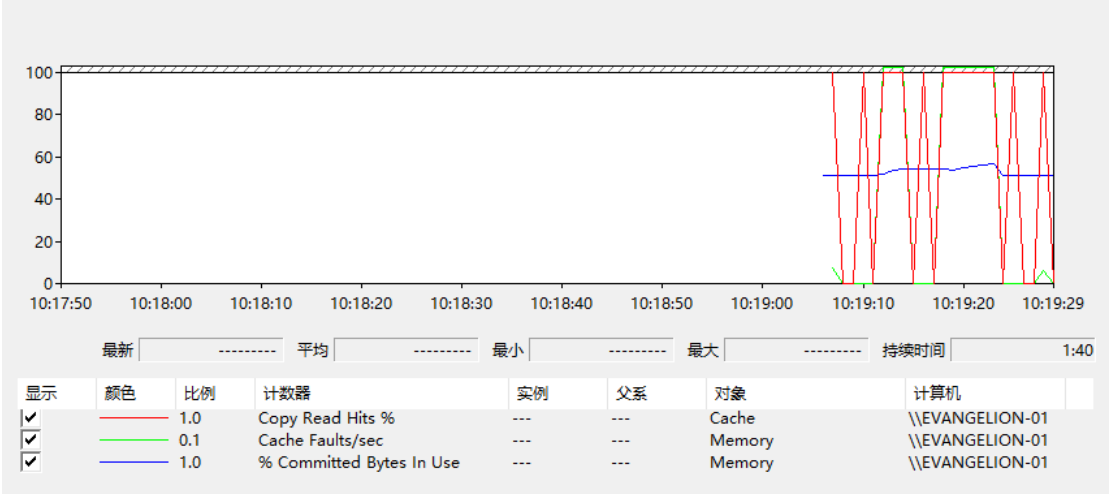 100
80
60
40
20
0
10:17:50 10:18:00 10:18:10 10:18:20 10:18:30 10:18:40 10:18:50 10:19:00 10:19:10 10:19:20 10:19:29
最新 --------- 平均 --------- 最小 --------- 最大 --------- 持续时间 1:40
显示 颜色 比例 计数器 实例 父系 对象 计算机
1.0 Copy Read Hits % --- --- Cache \\EVANGELION-01
0.1 Cache Faults/sec --- --- Memory \\EVANGELION-01
1.0 % Committed Bytes In Use --- --- Memory \\EVANGELION-01